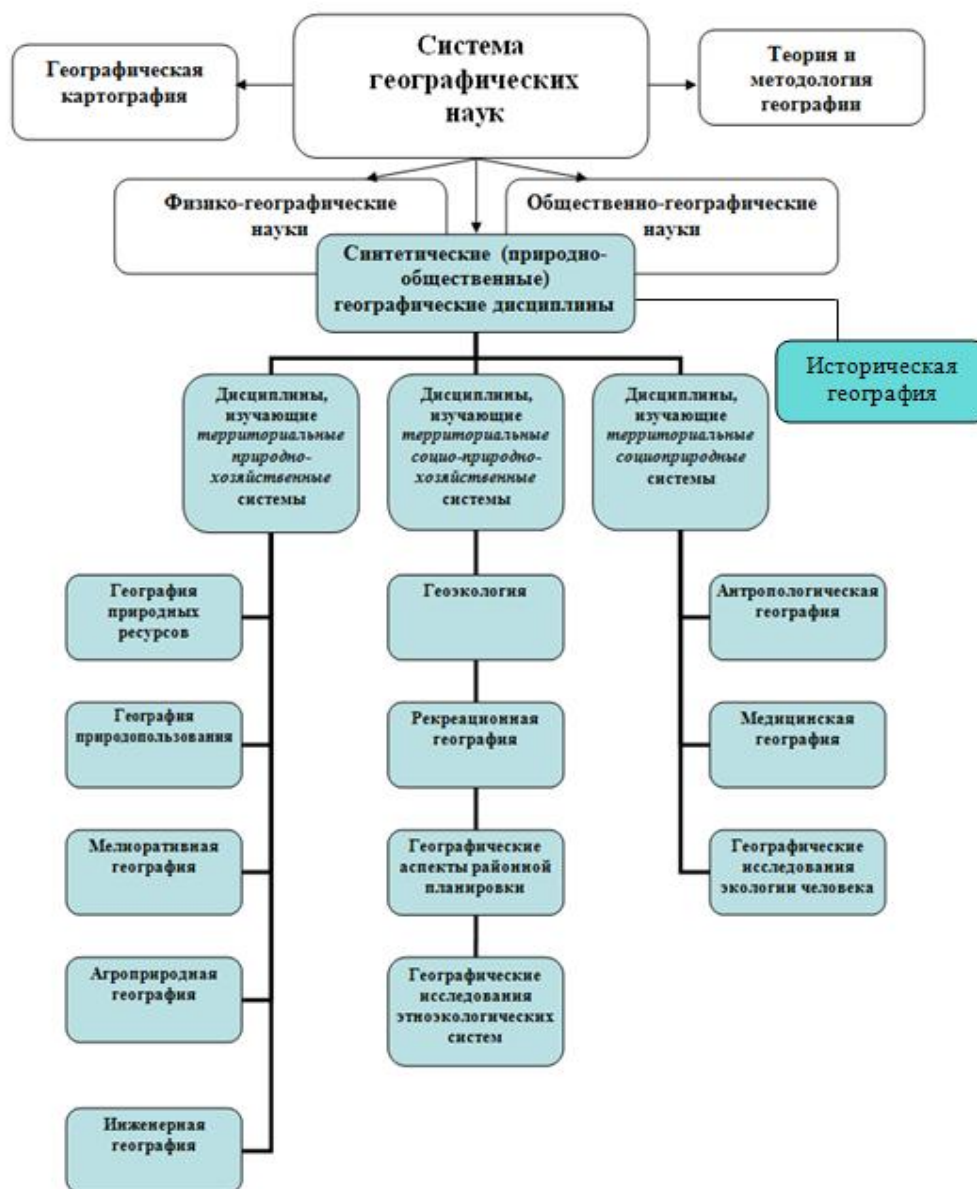 Система
географических
наук
Географическая
картография
Теория и
методология
географии
Физико-географические
науки
Общественно-географические
науки
Синтетические (природно-
общественные)
географические дисциплины
Историческая
география
Дисциплины,
изучающие
территориальные
природно-
хозяйственные
системы
Дисциплины,
изучающие
территориальные
социо-природно-
хозяйственные
системы
Дисциплины,
изучающие
территориальные
социоприродные
системы
География
природных
ресурсов
География
природопользования
Мелиоративная
география
Агроприродная
география
Инженерная
география
Геоэкология
Рекреационная
география
Географические
аспекты районной
планировки
Географические
исследования
этноэкологических
систем
Антропологическая
география
Медицинская
география
Географические
исследования
экологии человека